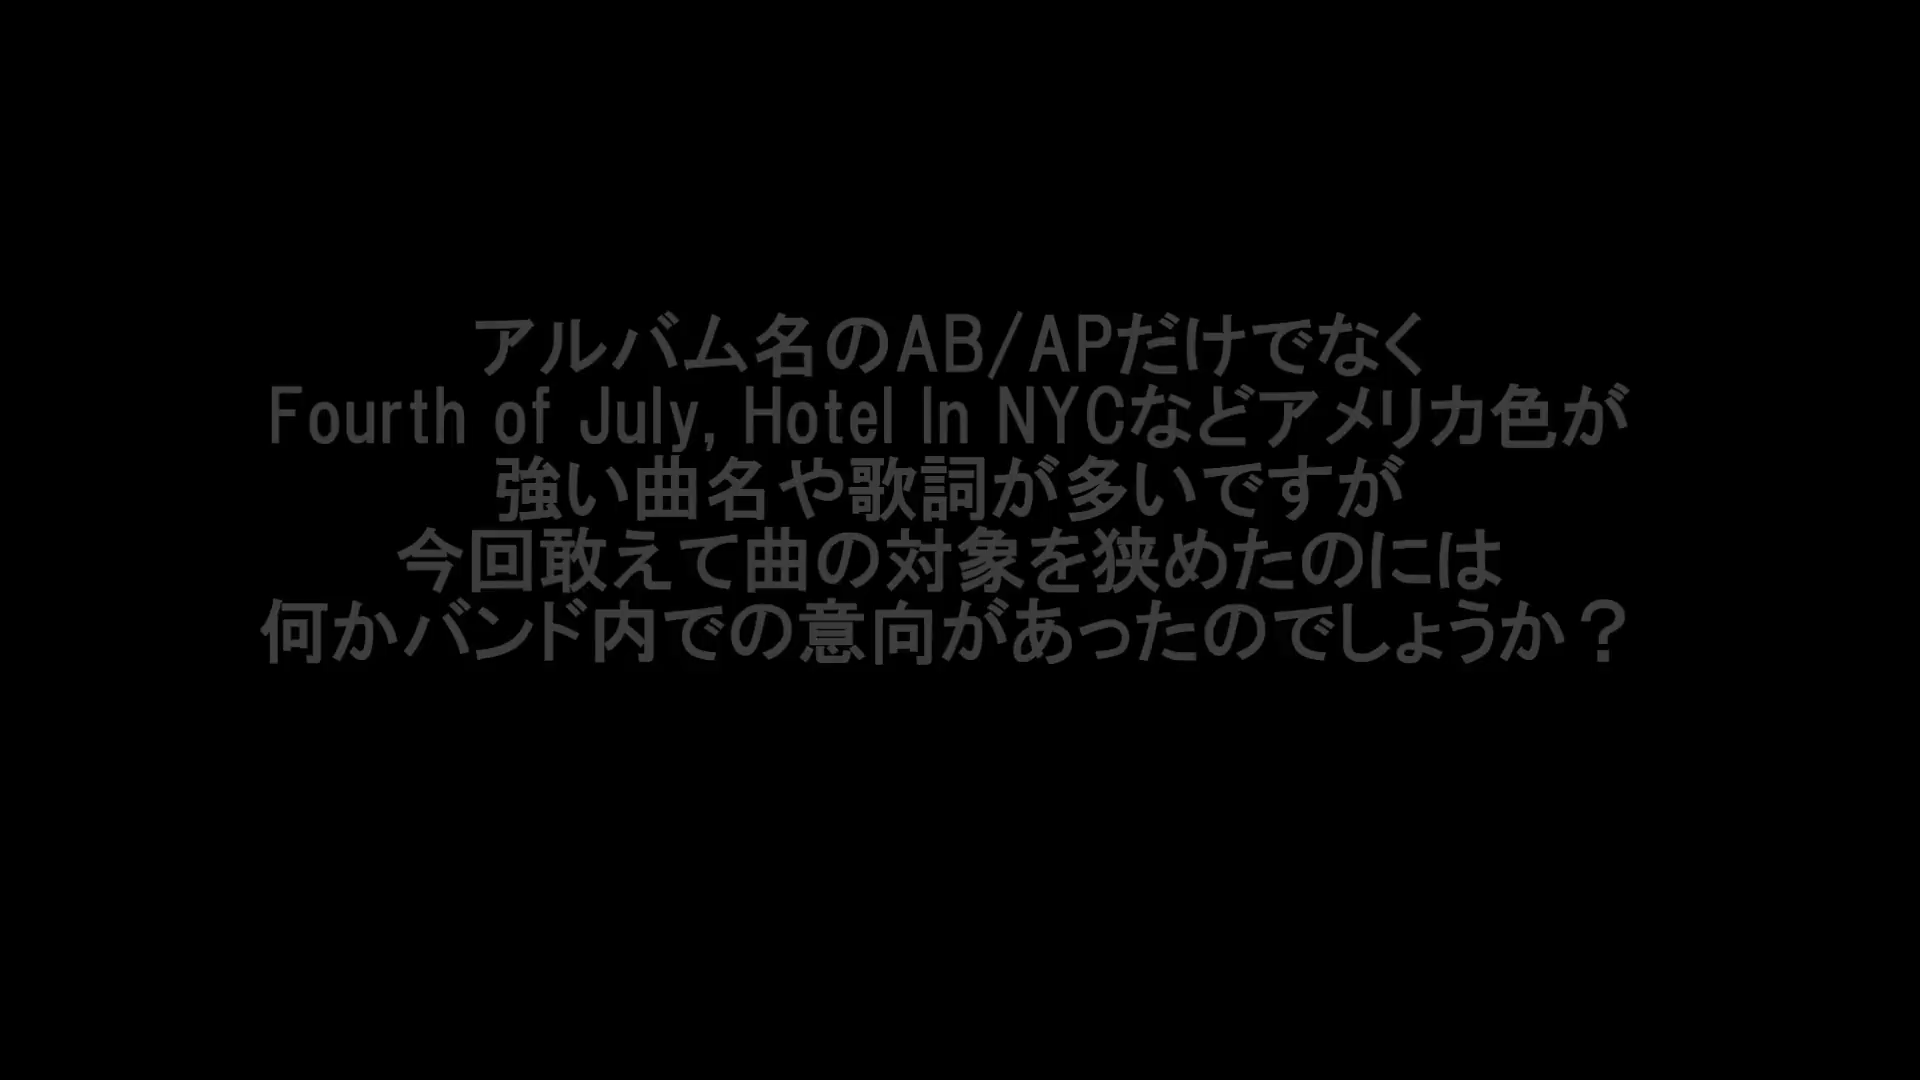 アルバム名のAB/APだけでなく
Fourth of July, Hotel In NYCなどアメリカ色が
強い曲名や歌詞が多いですが
今回敢えて曲の対象を狭めたのには
何かバンド内での意向があったのでしょうか？